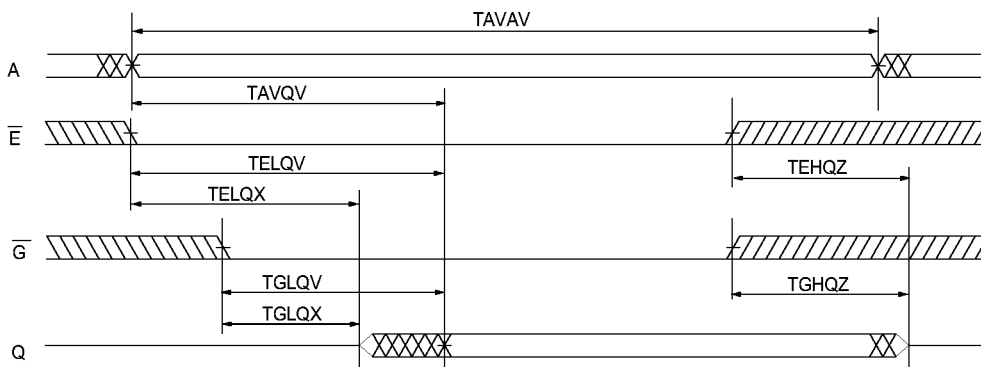 TAVAV
A
TAVQV
E̅
TELQV
TEHQZ
TELQX
G̅
TGLQV
TGHQZ
TGLQX
Q